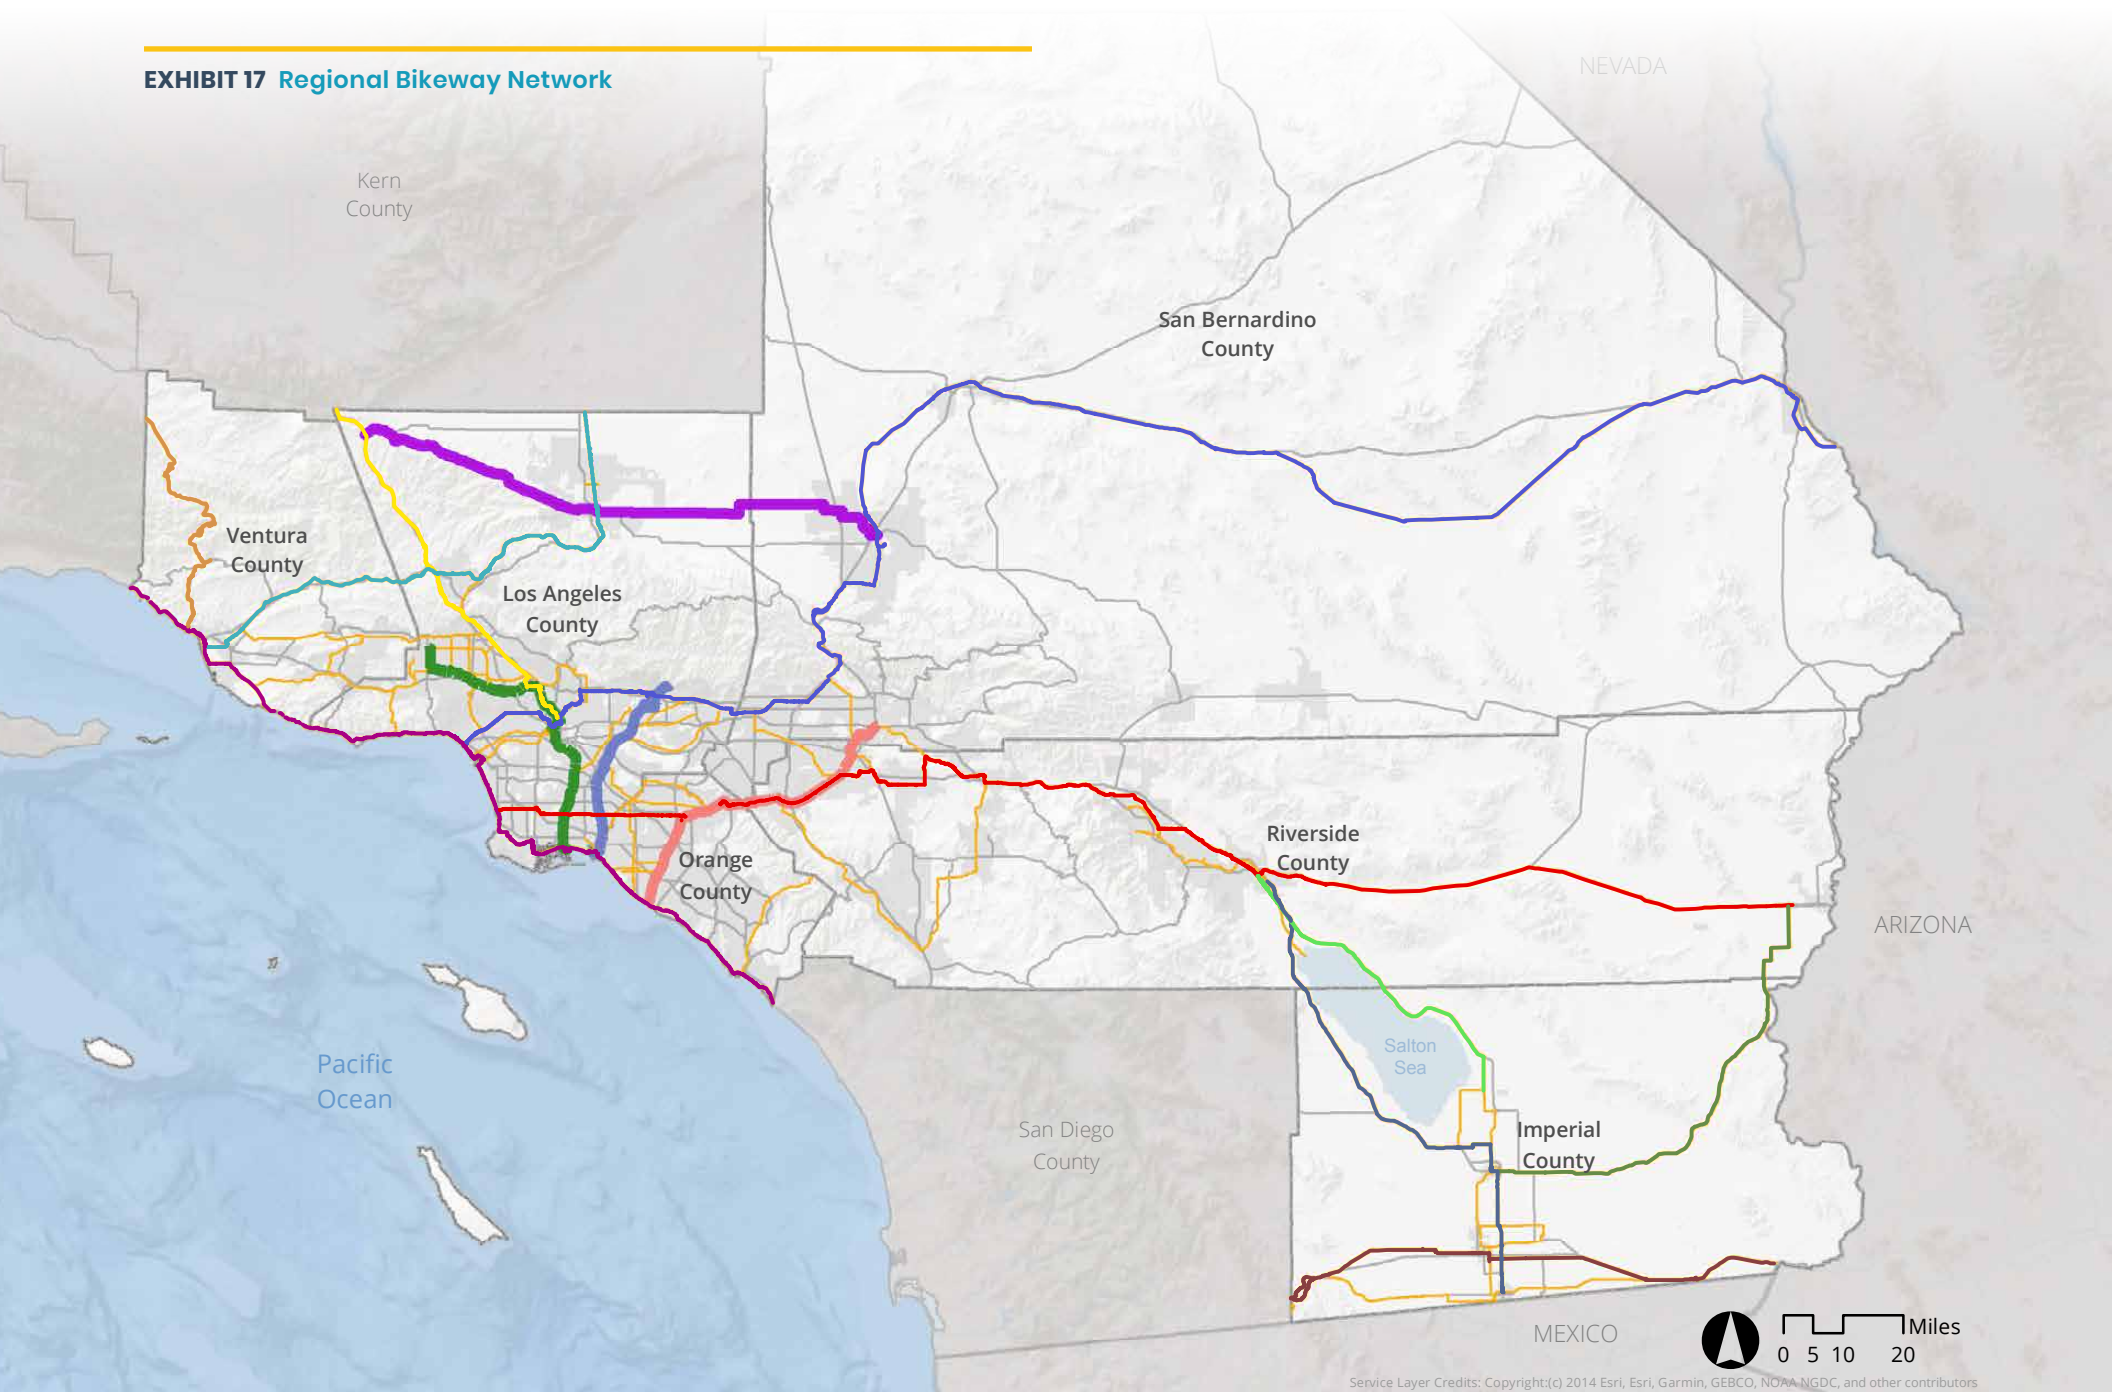 EXHIBIT 17 Regional Bikeway Network
NEVADA
Kern
County
San Bernardino
County
Ventura
County
Los Angeles
County
Riverside
County
Orange
County
ARIZONA
Salton
Sea
Pacific
Ocean
San Diego
County
Imperial
County
MEXICO
Miles
0 5 10 20
Service Layer Credits: Copyright:(c) 2014 Esri, Esri, Garmin, GEBCO, NOAA NGDC, and other contributors